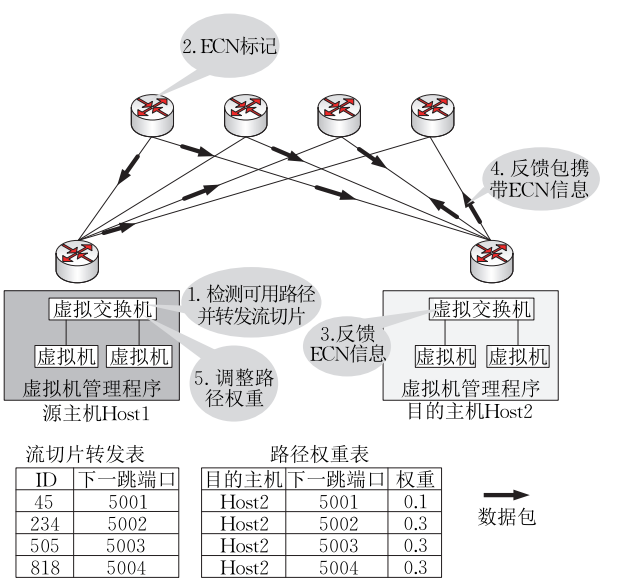 2. ECN标记
4. 反馈包携
带ECN信息
1. 检测可用路径
并转发流切片
虚拟交换机
虚拟机 虚拟机
虚拟机管理程序
源主机Host1
5. 调整路
径权重
3.反馈
ECN信息
虚拟交换机
虚拟机 虚拟机
虚拟机管理程序
目的主机Host2
流切片转发表
ID 下一跳端口
45 5001
234 5002
505 5003
818 5004
路径权重表
目的主机 下一跳端口 权重
Host2 5001 0.1
Host2 5002 0.3
Host2 5003 0.3
Host2 5004 0.3
数据包